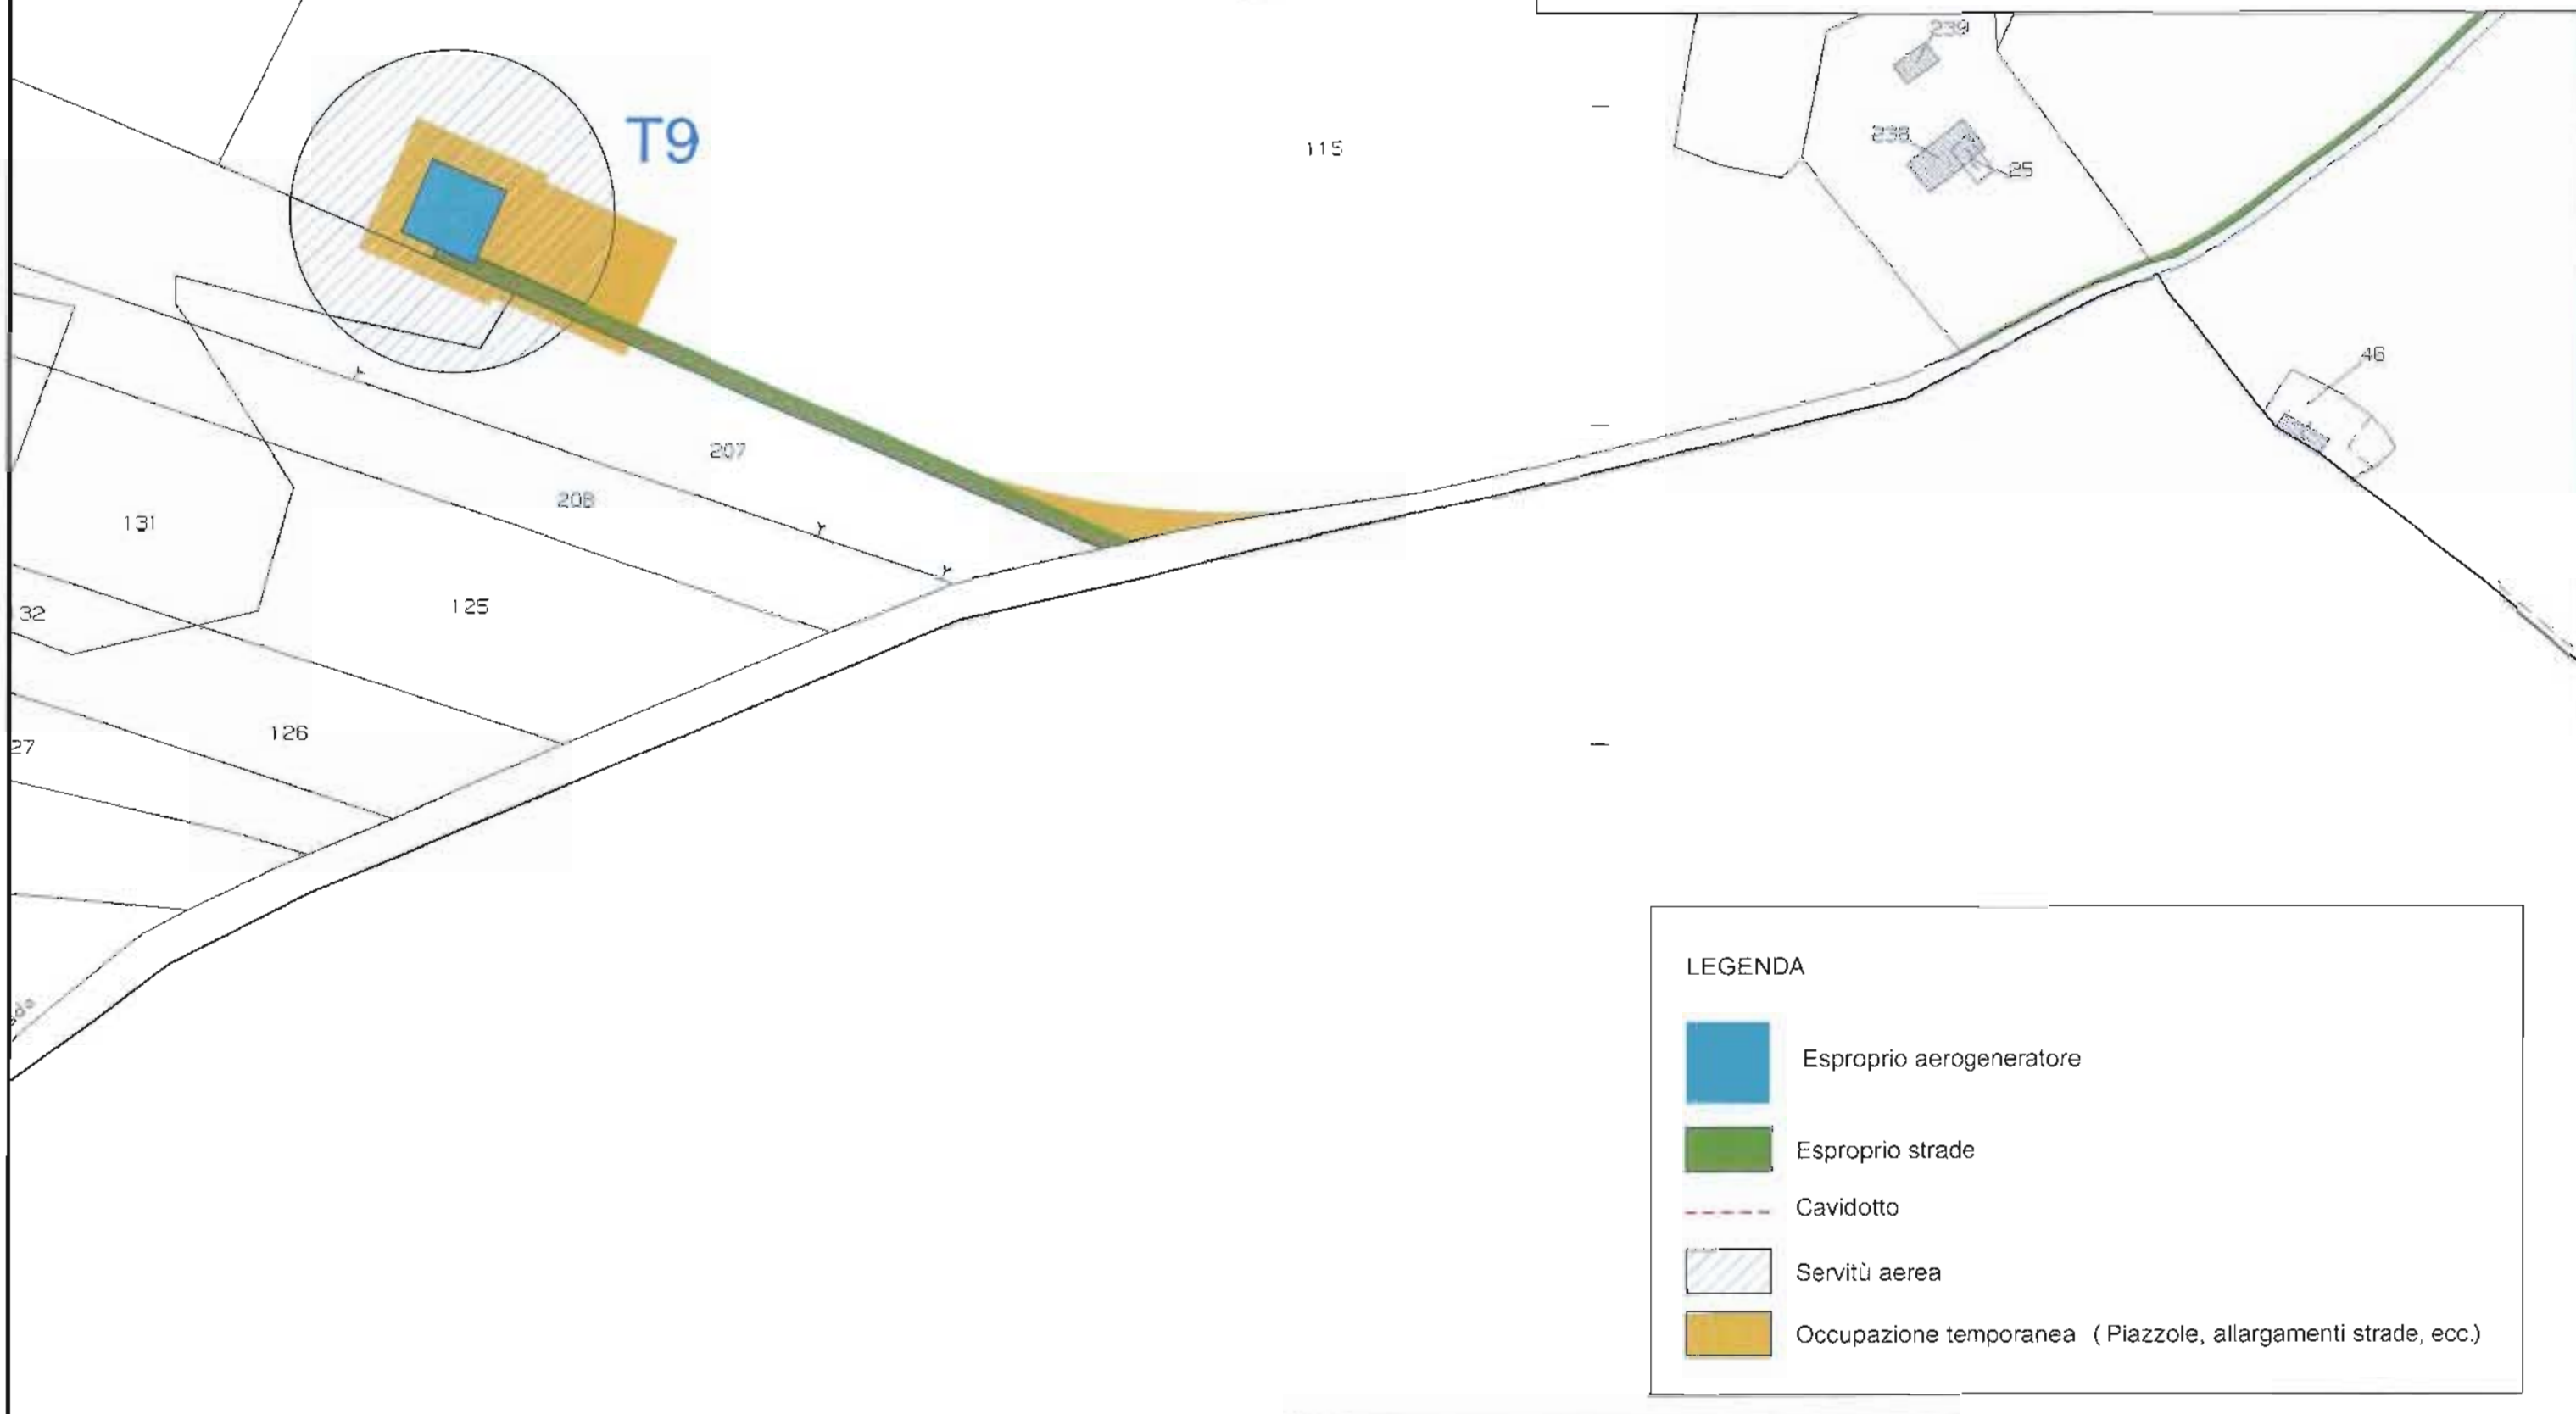 239
T9
238
115
25
46
207
208
131
125
32
126
27
LEGENDA
Esproprio aerogeneratore
Esproprio strade
Cavidotto
Servitù aerea
Occupazione temporanea ( Piazzole, allargamenti strade, ecc.)